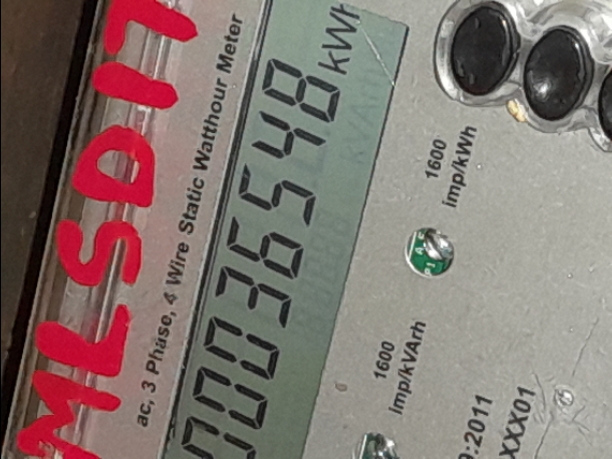 MLSDIT
ac, 3 Phase, 4 Wire Static Watthour Meter
00036548 kWh
1600
imp/kWh
1600
imp/kVArh
:2011
XXX01